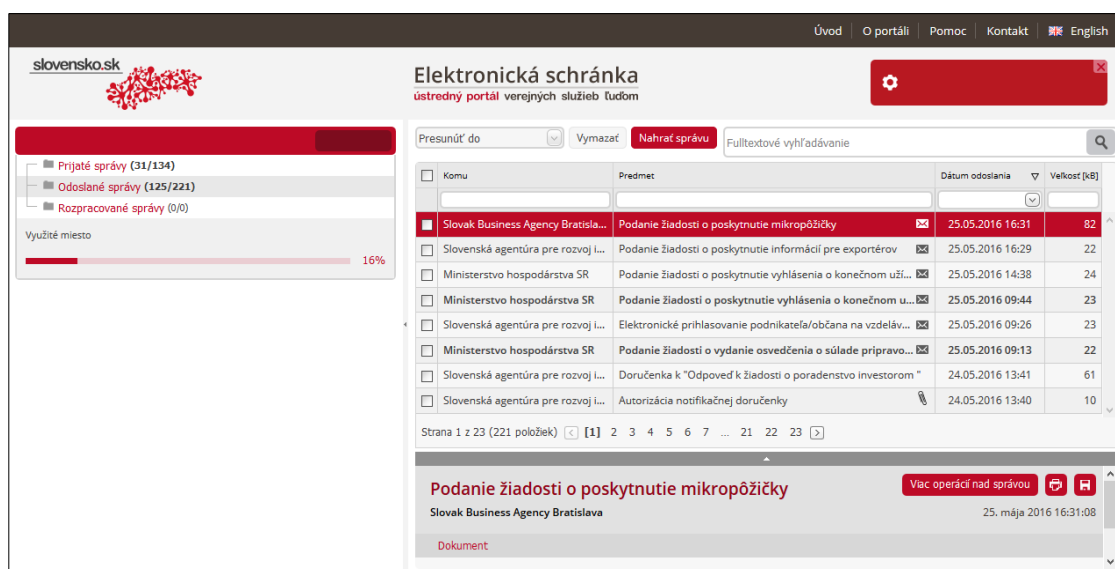 Úvod O portáli Pomoc Kontakt English
slovensko.sk
Elektronická schránka
ústredný portál verejných služieb ľuďom
Prijaté správy (31/134)
Odoslané správy (125/221)
Rozpracované správy (0/0)
Využité miesto
16%
Presunúť do Vymazať Nahrať správu Fulltextové vyhľadávanie
Komu Predmet Dátum odoslania Veľkosť [kB]
Slovak Business Agency Bratisla... Podanie žiadosti o poskytnutie mikropôžičky 25.05.2016 16:31 82
Slovenská agentúra pre rozvoj i... Podanie žiadosti o poskytnutie informácií pre exportérov 25.05.2016 16:29 22
Ministerstvo hospodárstva SR Podanie žiadosti o poskytnutie vyhlásenia o konečnom uží... 25.05.2016 14:38 24
Ministerstvo hospodárstva SR Podanie žiadosti o poskytnutie vyhlásenia o konečnom u... 25.05.2016 09:44 23
Slovenská agentúra pre rozvoj i... Elektronické prihlasovanie podnikateľa/občana na vzdeláv... 25.05.2016 09:26 23
Ministerstvo hospodárstva SR Podanie žiadosti o vydanie osvedčenia o súlade pripravo... 25.05.2016 09:13 22
Slovenská agentúra pre rozvoj i... Doručenka k "Odpoveď k žiadosti o poradenstvo investorom " 24.05.2016 13:41 61
Slovenská agentúra pre rozvoj i... Autorizácia notifikačnej doručenky 24.05.2016 13:40 10
Strana 1 z 23 (221 položiek) [1] 2 3 4 5 6 7 ... 21 22 23
Podanie žiadosti o poskytnutie mikropôžičky Viac operácií nad správou
Slovak Business Agency Bratislava 25. mája 2016 16:31:08
Dokument